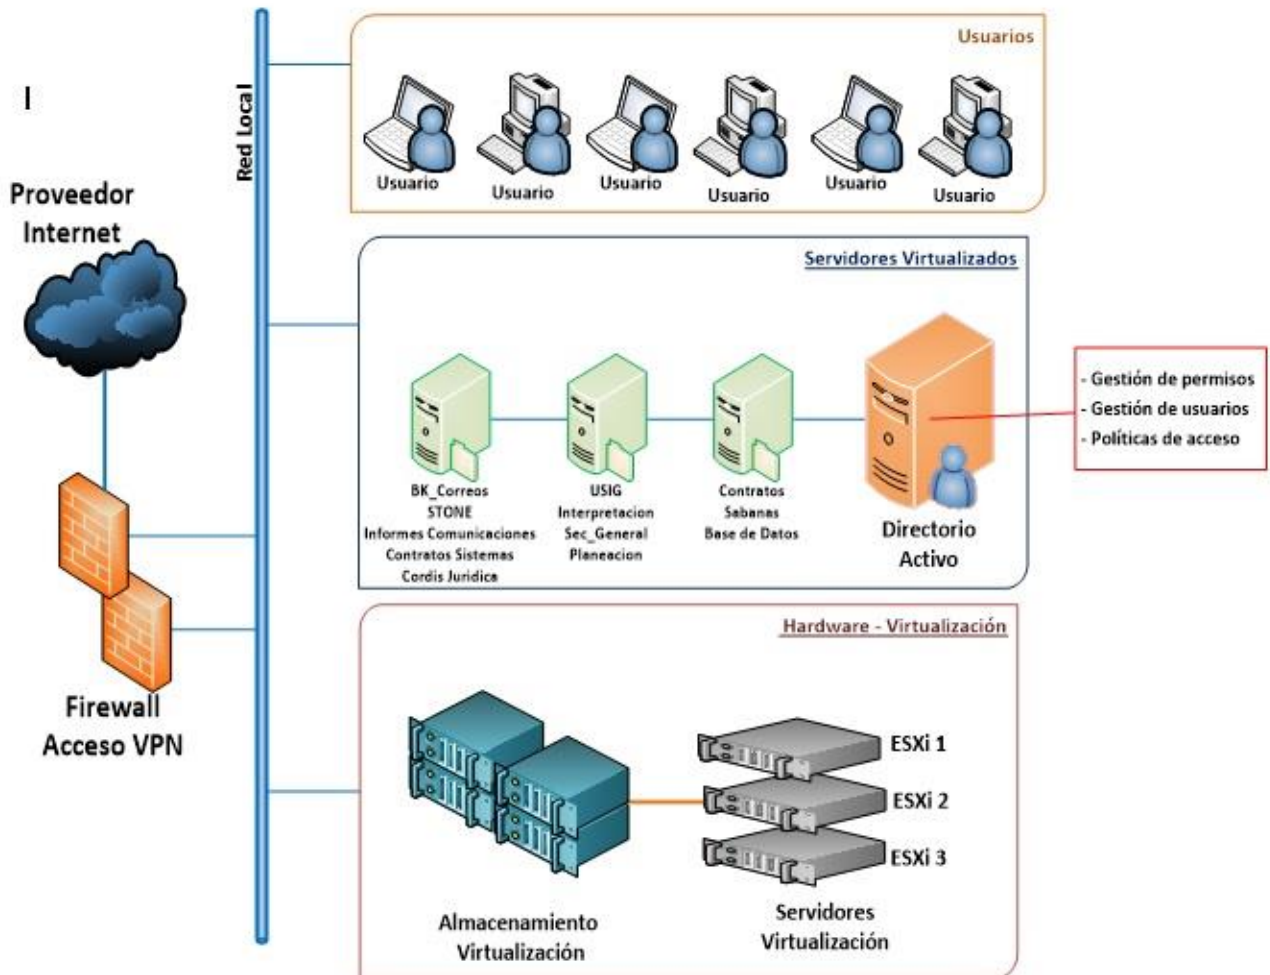 Usuarios
Red Local
Usuario
Usuario
Usuario
Usuario
Usuario
Usuario
I
Proveedor
Internet
Servidores Virtualizados
BK_Correos
STONE
Informes Comunicaciones
Contratos Sistemas
Cordis Juridica
USIG
Interpretacion
Sec_General
Planeacion
Contratos
Sabanas
Base de Datos
Directorio
Activo
- Gestión de permisos
- Gestión de usuarios
- Políticas de acceso
Firewall
Acceso VPN
Hardware - Virtualización
ESXi 1
ESXi 2
ESXi 3
Almacenamiento
Virtualización
Servidores
Virtualización